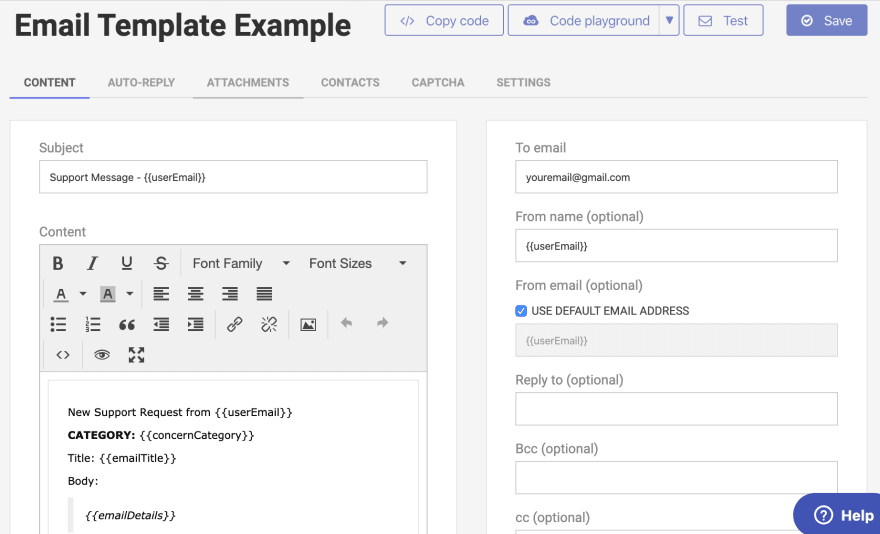 Email Template Example
</> Copy code
Code playground
Test
Save
CONTENT
AUTO-REPLY
ATTACHMENTS
CONTACTS
CAPTCHA
SETTINGS
Subject
Support Message - {{userEmail}}
Content
B I U S Font Family Font Sizes
A A
<>
New Support Request from {{userEmail}}
CATEGORY: {{concernCategory}}
Title: {{emailTitle}}
Body:
{{emailDetails}}
To email
youremail@gmail.com
From name (optional)
{{userEmail}}
From email (optional)
USE DEFAULT EMAIL ADDRESS
{{userEmail}}
Reply to (optional)
Bcc (optional)
cc (optional)
? Help